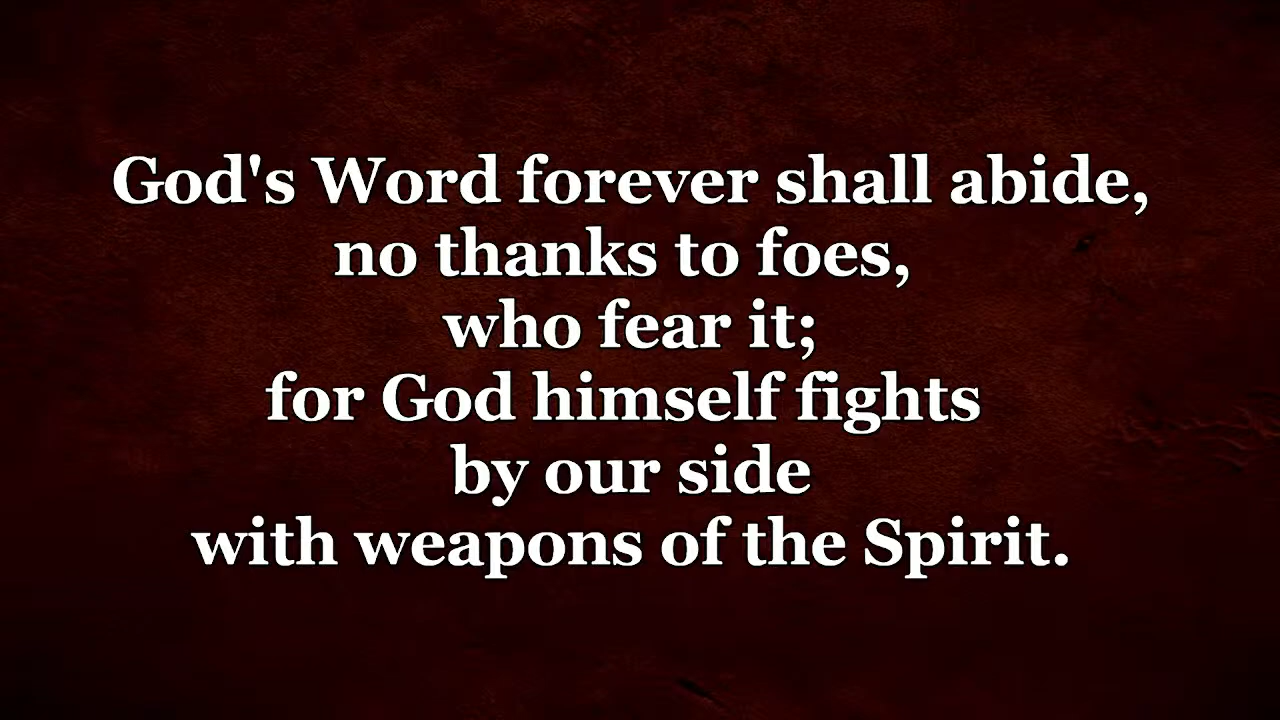 God's Word forever shall abide,
no thanks to foes,
who fear it;
for God himself fights
by our side
with weapons of the Spirit.